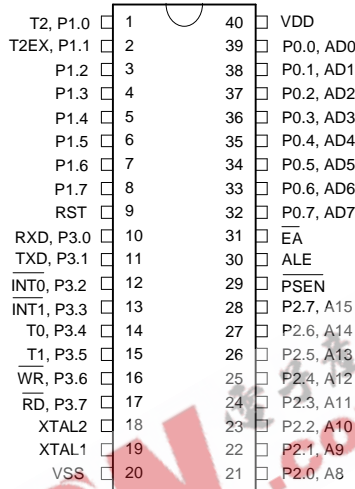 T2, P1.0 1 40 VDD
T2EX, P1.1 2 39 P0.0, AD0
P1.2 3 38 P0.1, AD1
P1.3 4 37 P0.2, AD2
P1.4 5 36 P0.3, AD3
P1.5 6 35 P0.4, AD4
P1.6 7 34 P0.5, AD5
P1.7 8 33 P0.6, AD6
RST 9 32 P0.7, AD7
RXD, P3.0 10 31 EA
TXD, P3.1 11 30 ALE
INT0, P3.2 12 29 PSEN
INT1, P3.3 13 28 P2.7, A15
T0, P3.4 14 27 P2.6, A14
T1, P3.5 15 26 P2.5, A13
WR, P3.6 16 25 P2.4, A12
RD, P3.7 17 24 P2.3, A11
XTAL2 18 23 P2.2, A10
XTAL1 19 22 P2.1, A9
VSS 20 21 P2.0, A8